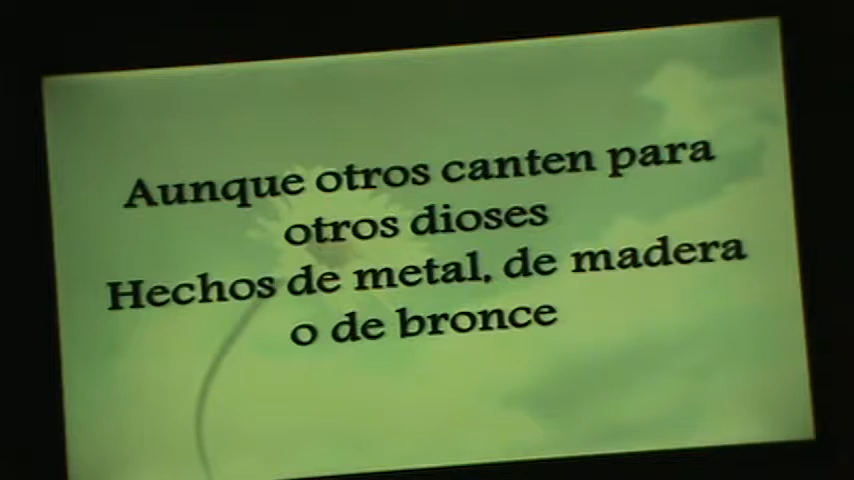 Aunque otros canten para
otros dioses
Hechos de metal, de madera
o de bronce